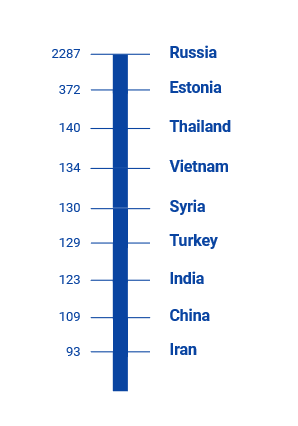 2287 Russia
372 Estonia
140 Thailand
134 Vietnam
130 Syria
129 Turkey
123 India
109 China
93 Iran